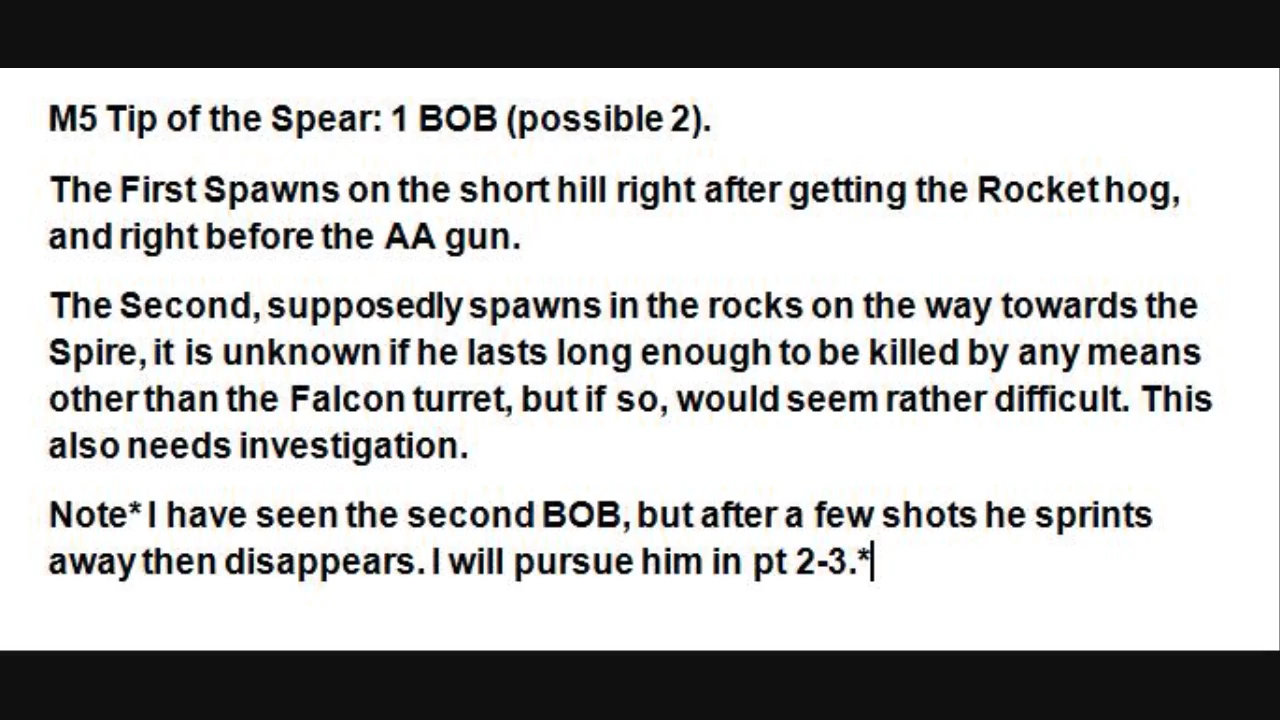 M5 Tip of the Spear: 1 BOB (possible 2).
The First Spawns on the short hill right after getting the Rocket hog,
and right before the AA gun.
The Second, supposedly spawns in the rocks on the way towards the
Spire, it is unknown if he lasts long enough to be killed by any means
other than the Falcon turret, but if so, would seem rather difficult. This
also needs investigation.
Note* I have seen the second BOB, but after a few shots he sprints
away then disappears. I will pursue him in pt 2-3.*